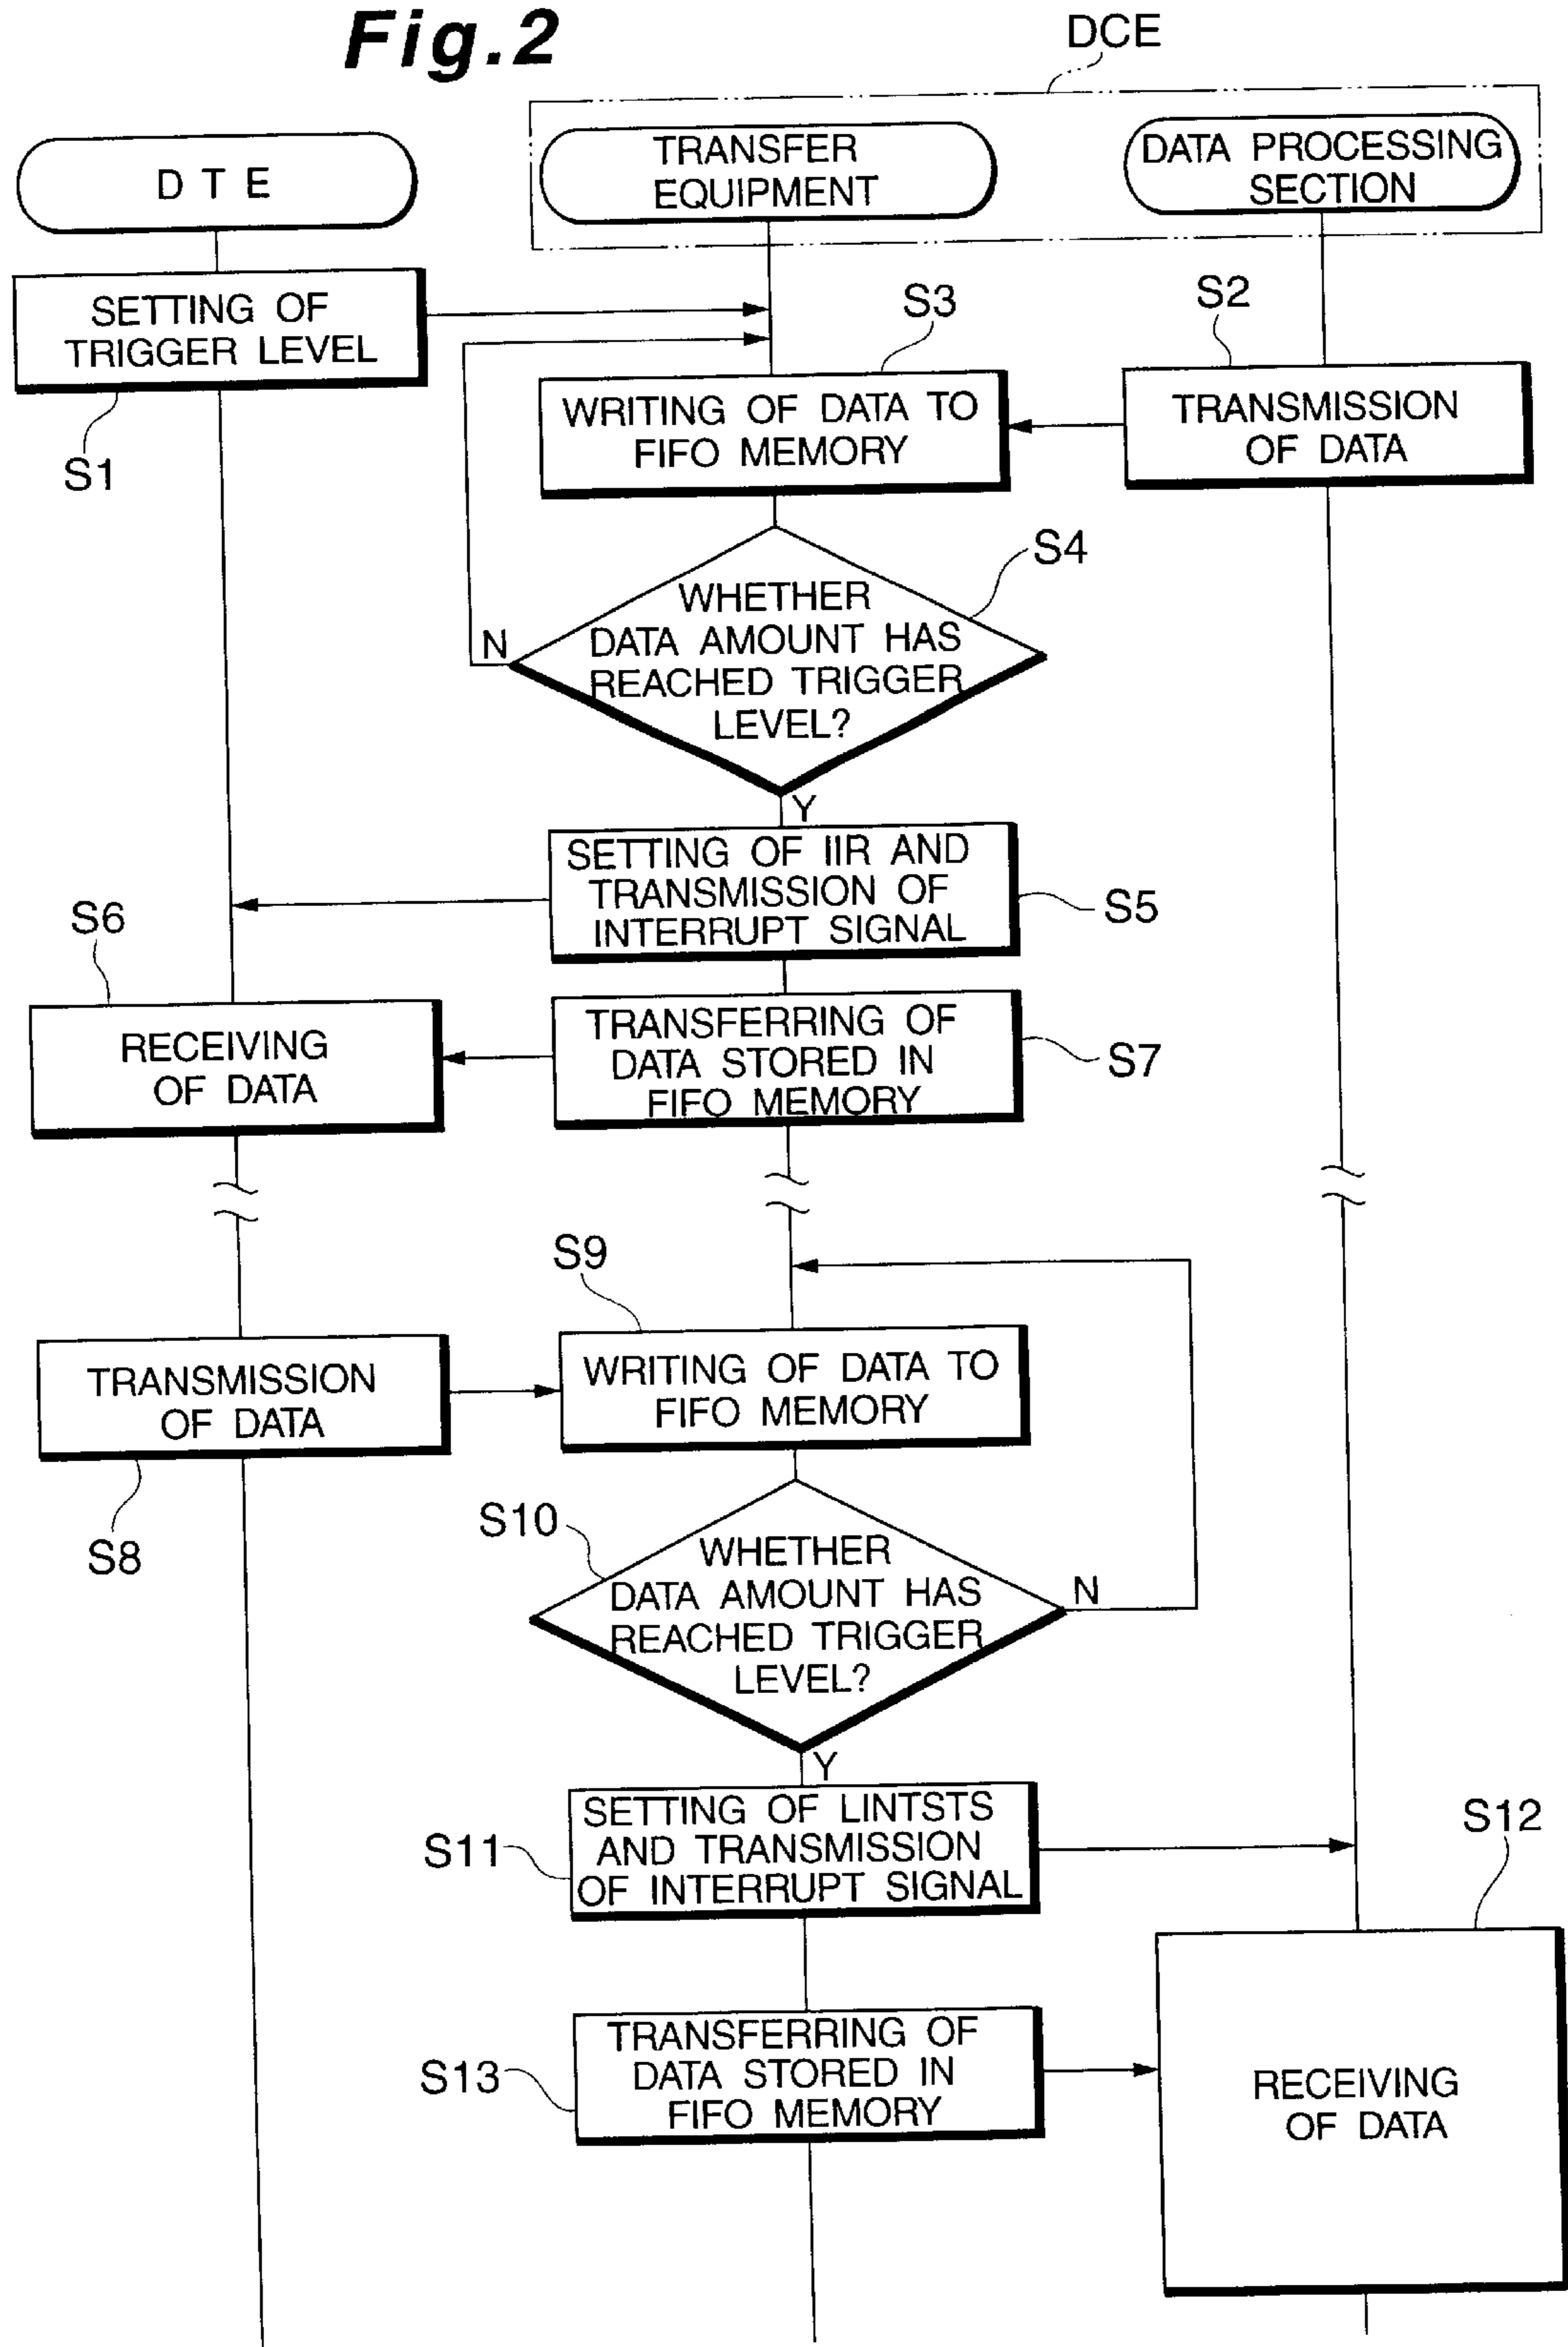 Fig.2
DCE
D T E
TRANSFER
EQUIPMENT
DATA PROCESSING
SECTION
SETTING OF
TRIGGER LEVEL
S1
S3
S2
WRITING OF DATA TO
FIFO MEMORY
TRANSMISSION
OF DATA
S4
WHETHER
DATA AMOUNT HAS
REACHED TRIGGER
LEVEL?
N
Y
SETTING OF IIR AND
TRANSMISSION OF
INTERRUPT SIGNAL
S5
S6
RECEIVING
OF DATA
TRANSFERRING OF
DATA STORED IN
FIFO MEMORY
S7
S9
TRANSMISSION
OF DATA
S8
WRITING OF DATA TO
FIFO MEMORY
S10
WHETHER
DATA AMOUNT HAS
REACHED TRIGGER
LEVEL?
N
Y
SETTING OF LINTSTS
AND TRANSMISSION
OF INTERRUPT SIGNAL
S11
S12
TRANSFERRING OF
DATA STORED IN
FIFO MEMORY
S13
RECEIVING
OF DATA